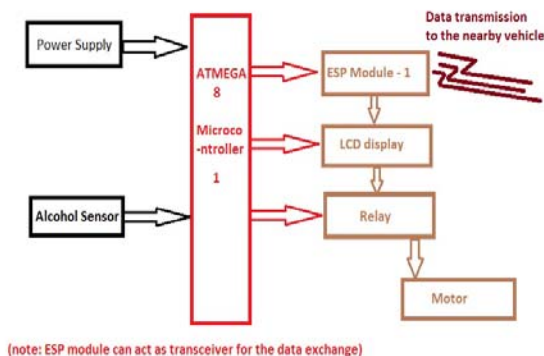 Data transmission
to the nearby vehicle
Power Supply
ATMEGA
8
Microco
-ntroller
1
ESP Module - 1
LCD display
Alcohol Sensor
Relay
Motor
(note: ESP module can act as transceiver for the data exchange)